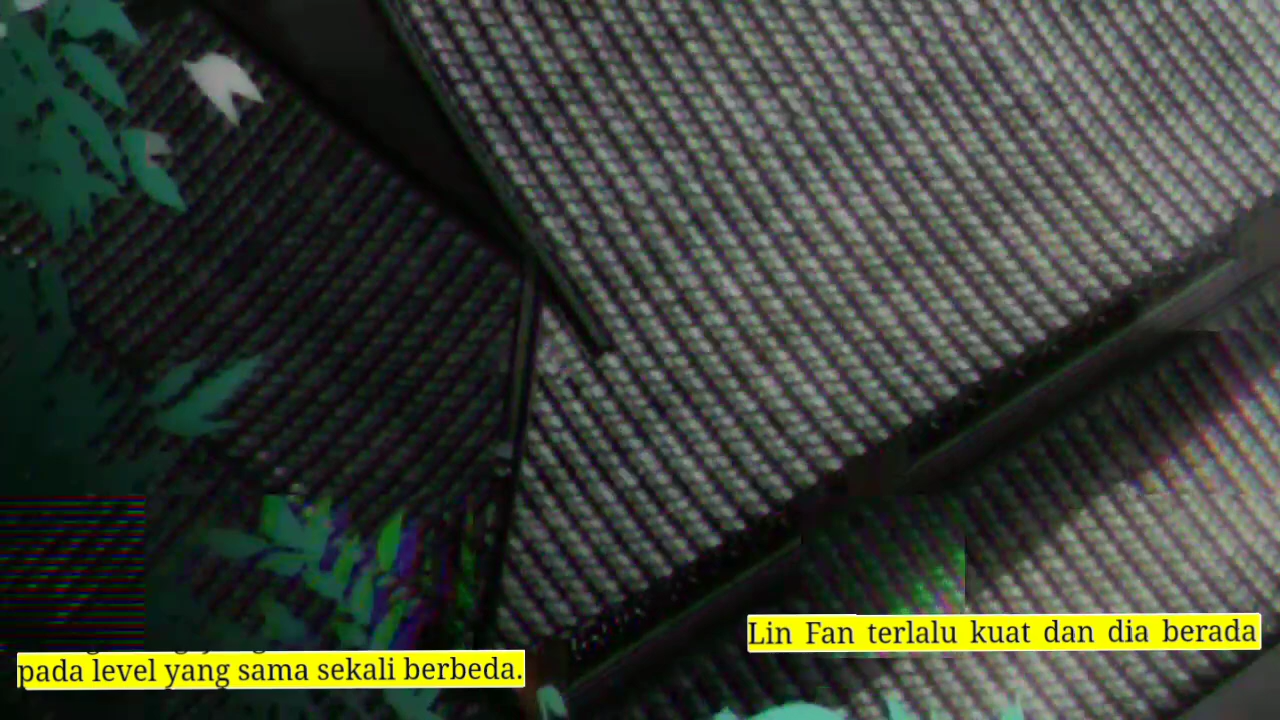 Lin Fan terlalu kuat dan dia berada
pada level yang sama sekali berbeda.